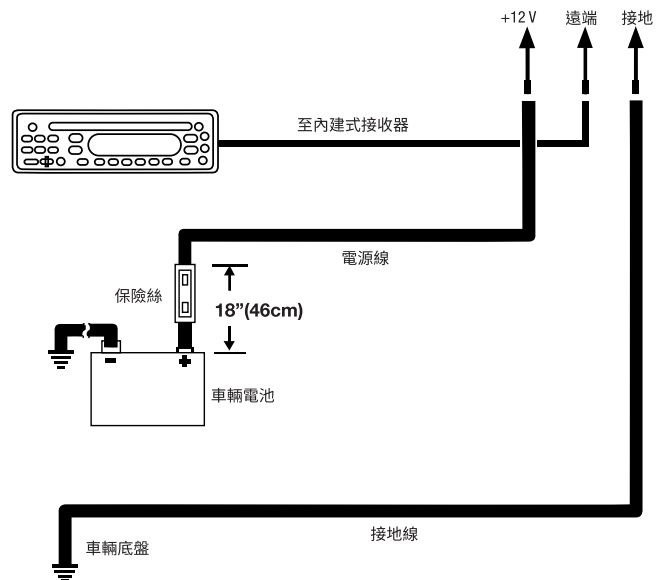 +12 V
遠端
接地
至內建式接收器
電源線
保險絲
18”(46cm)
車輛電池
接地線
車輛底盤